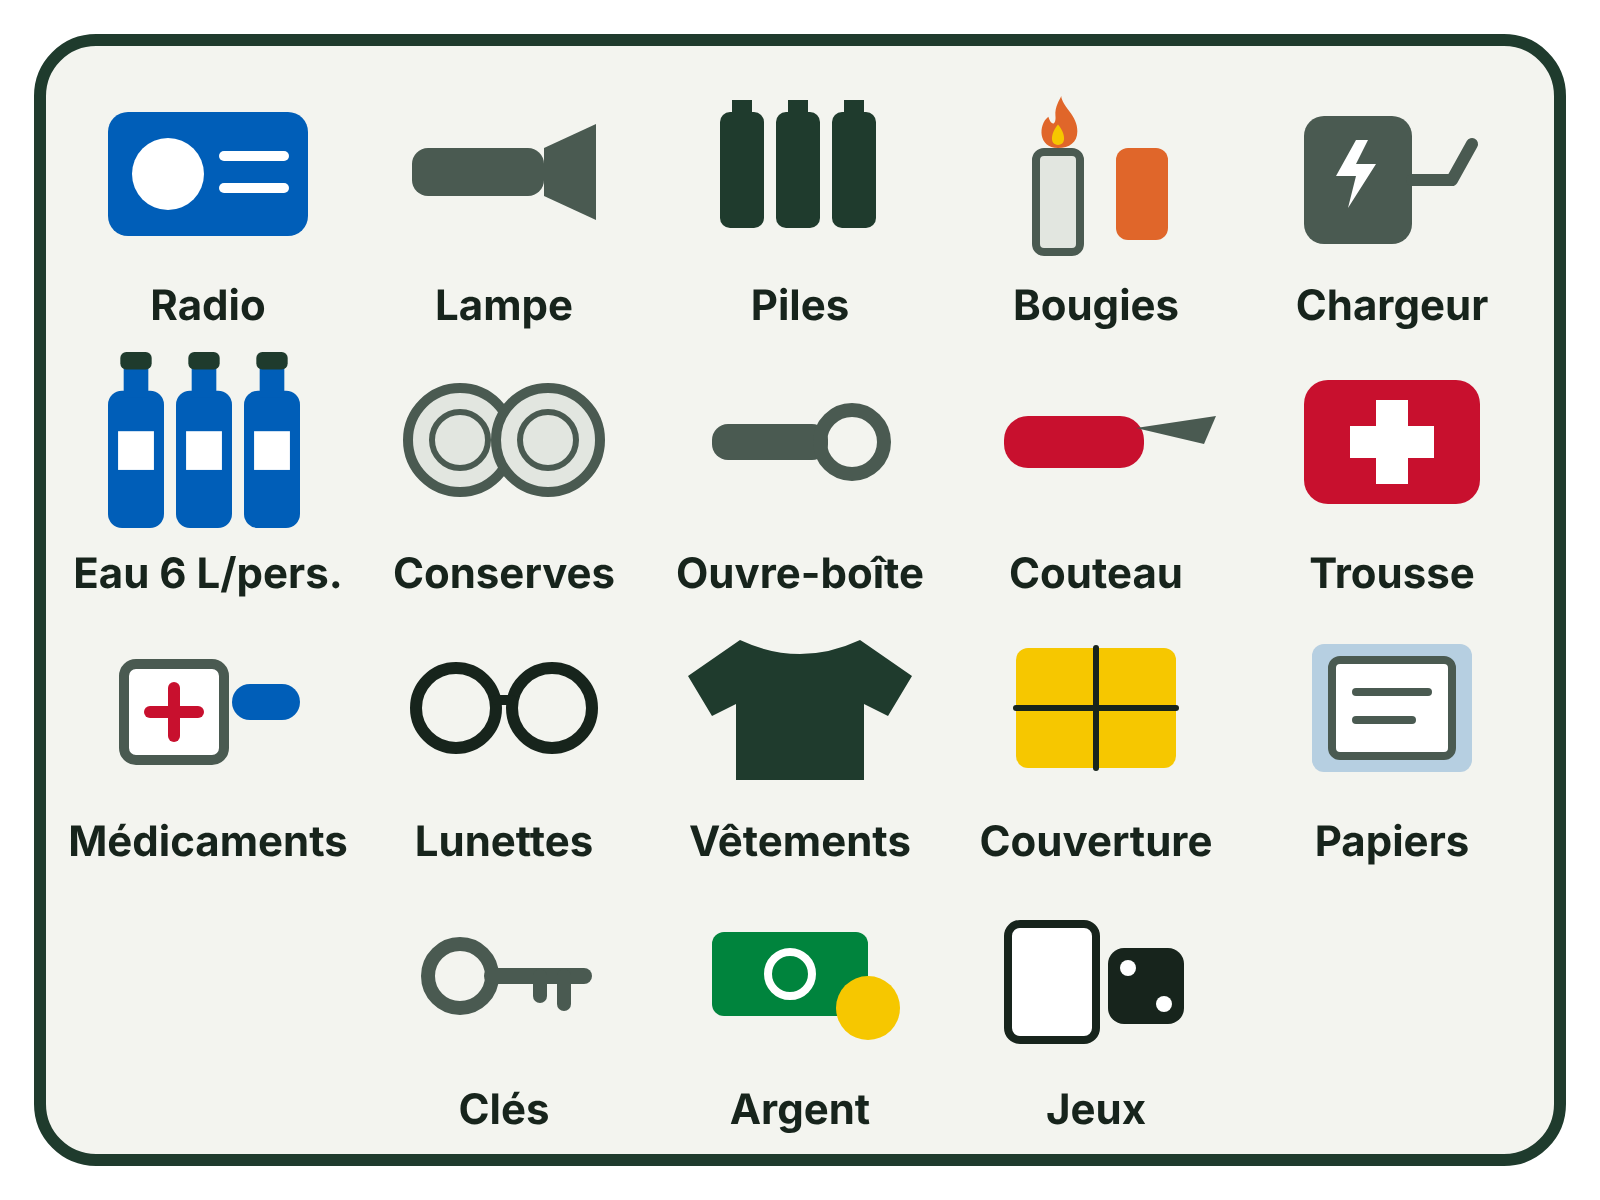 Radio
Lampe
Piles
Bougies
Chargeur
Eau 6 L/pers.
Conserves
Ouvre-boîte
Couteau
Trousse
Médicaments
Lunettes
Vêtements
Couverture
Papiers
Clés
Argent
Jeux